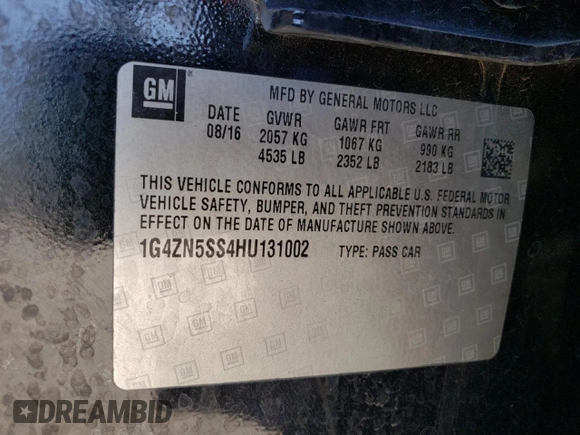 GM ®
MFD BY GENERAL MOTORS LLC
DATE GVWR GAWR FRT GAWR RR
08/16 2057 KG 1067 KG 990 KG
4535 LB 2352 LB 2183 LB
THIS VEHICLE CONFORMS TO ALL APPLICABLE U.S. FEDERAL MOTOR
VEHICLE SAFETY, BUMPER, AND THEFT PREVENTION STANDARDS IN
EFFECT ON THE DATE OF MANUFACTURE SHOWN ABOVE.
1G4ZN5SS4HU131002 TYPE: PASS CAR
DREAMBID